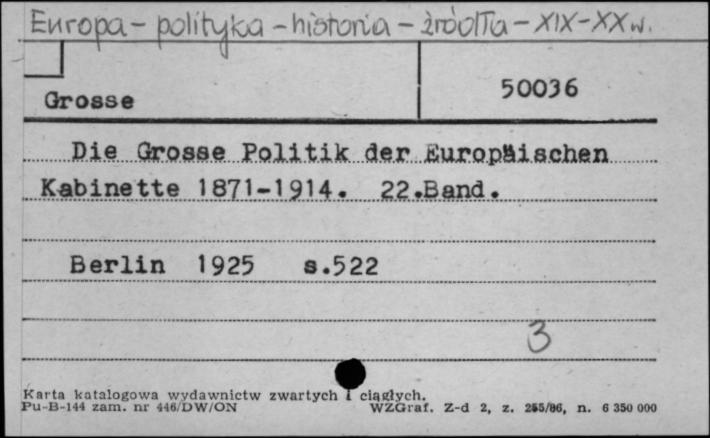 Europa - polityka - historia - źródła - XIX-XX w.
Grosse
50036
Die Grosse Politik der Europäischen
Kabinette 1871-1914. 22.Band.
Berlin 1925 s.522
3
Karta katalogowa wydawnictw zwartych i ciągłych.
Pu-B-144 zam. nr 446/DW/ON
WZGraf. Z-d 2, z. 255/86, n. 6 350 000